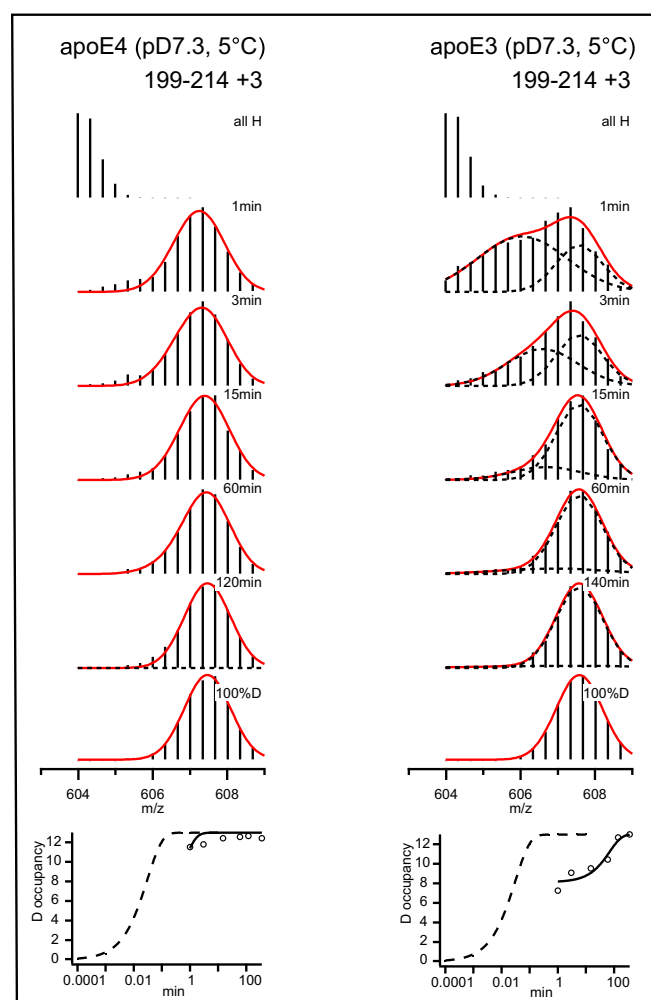 apoE4 (pD7.3, 5°C)
199-214 +3
all H
1min
3min
15min
60min
120min
100%D
604 606 608
m/z
12
10
8
6
4
2
0
D occupancy
0.0001 0.01 1 100
min
apoE3 (pD7.3, 5°C)
199-214 +3
all H
1min
3min
15min
60min
140min
100%D
604 606 608
m/z
12
10
8
6
4
2
0
D occupancy
0.0001 0.01 1 100
min